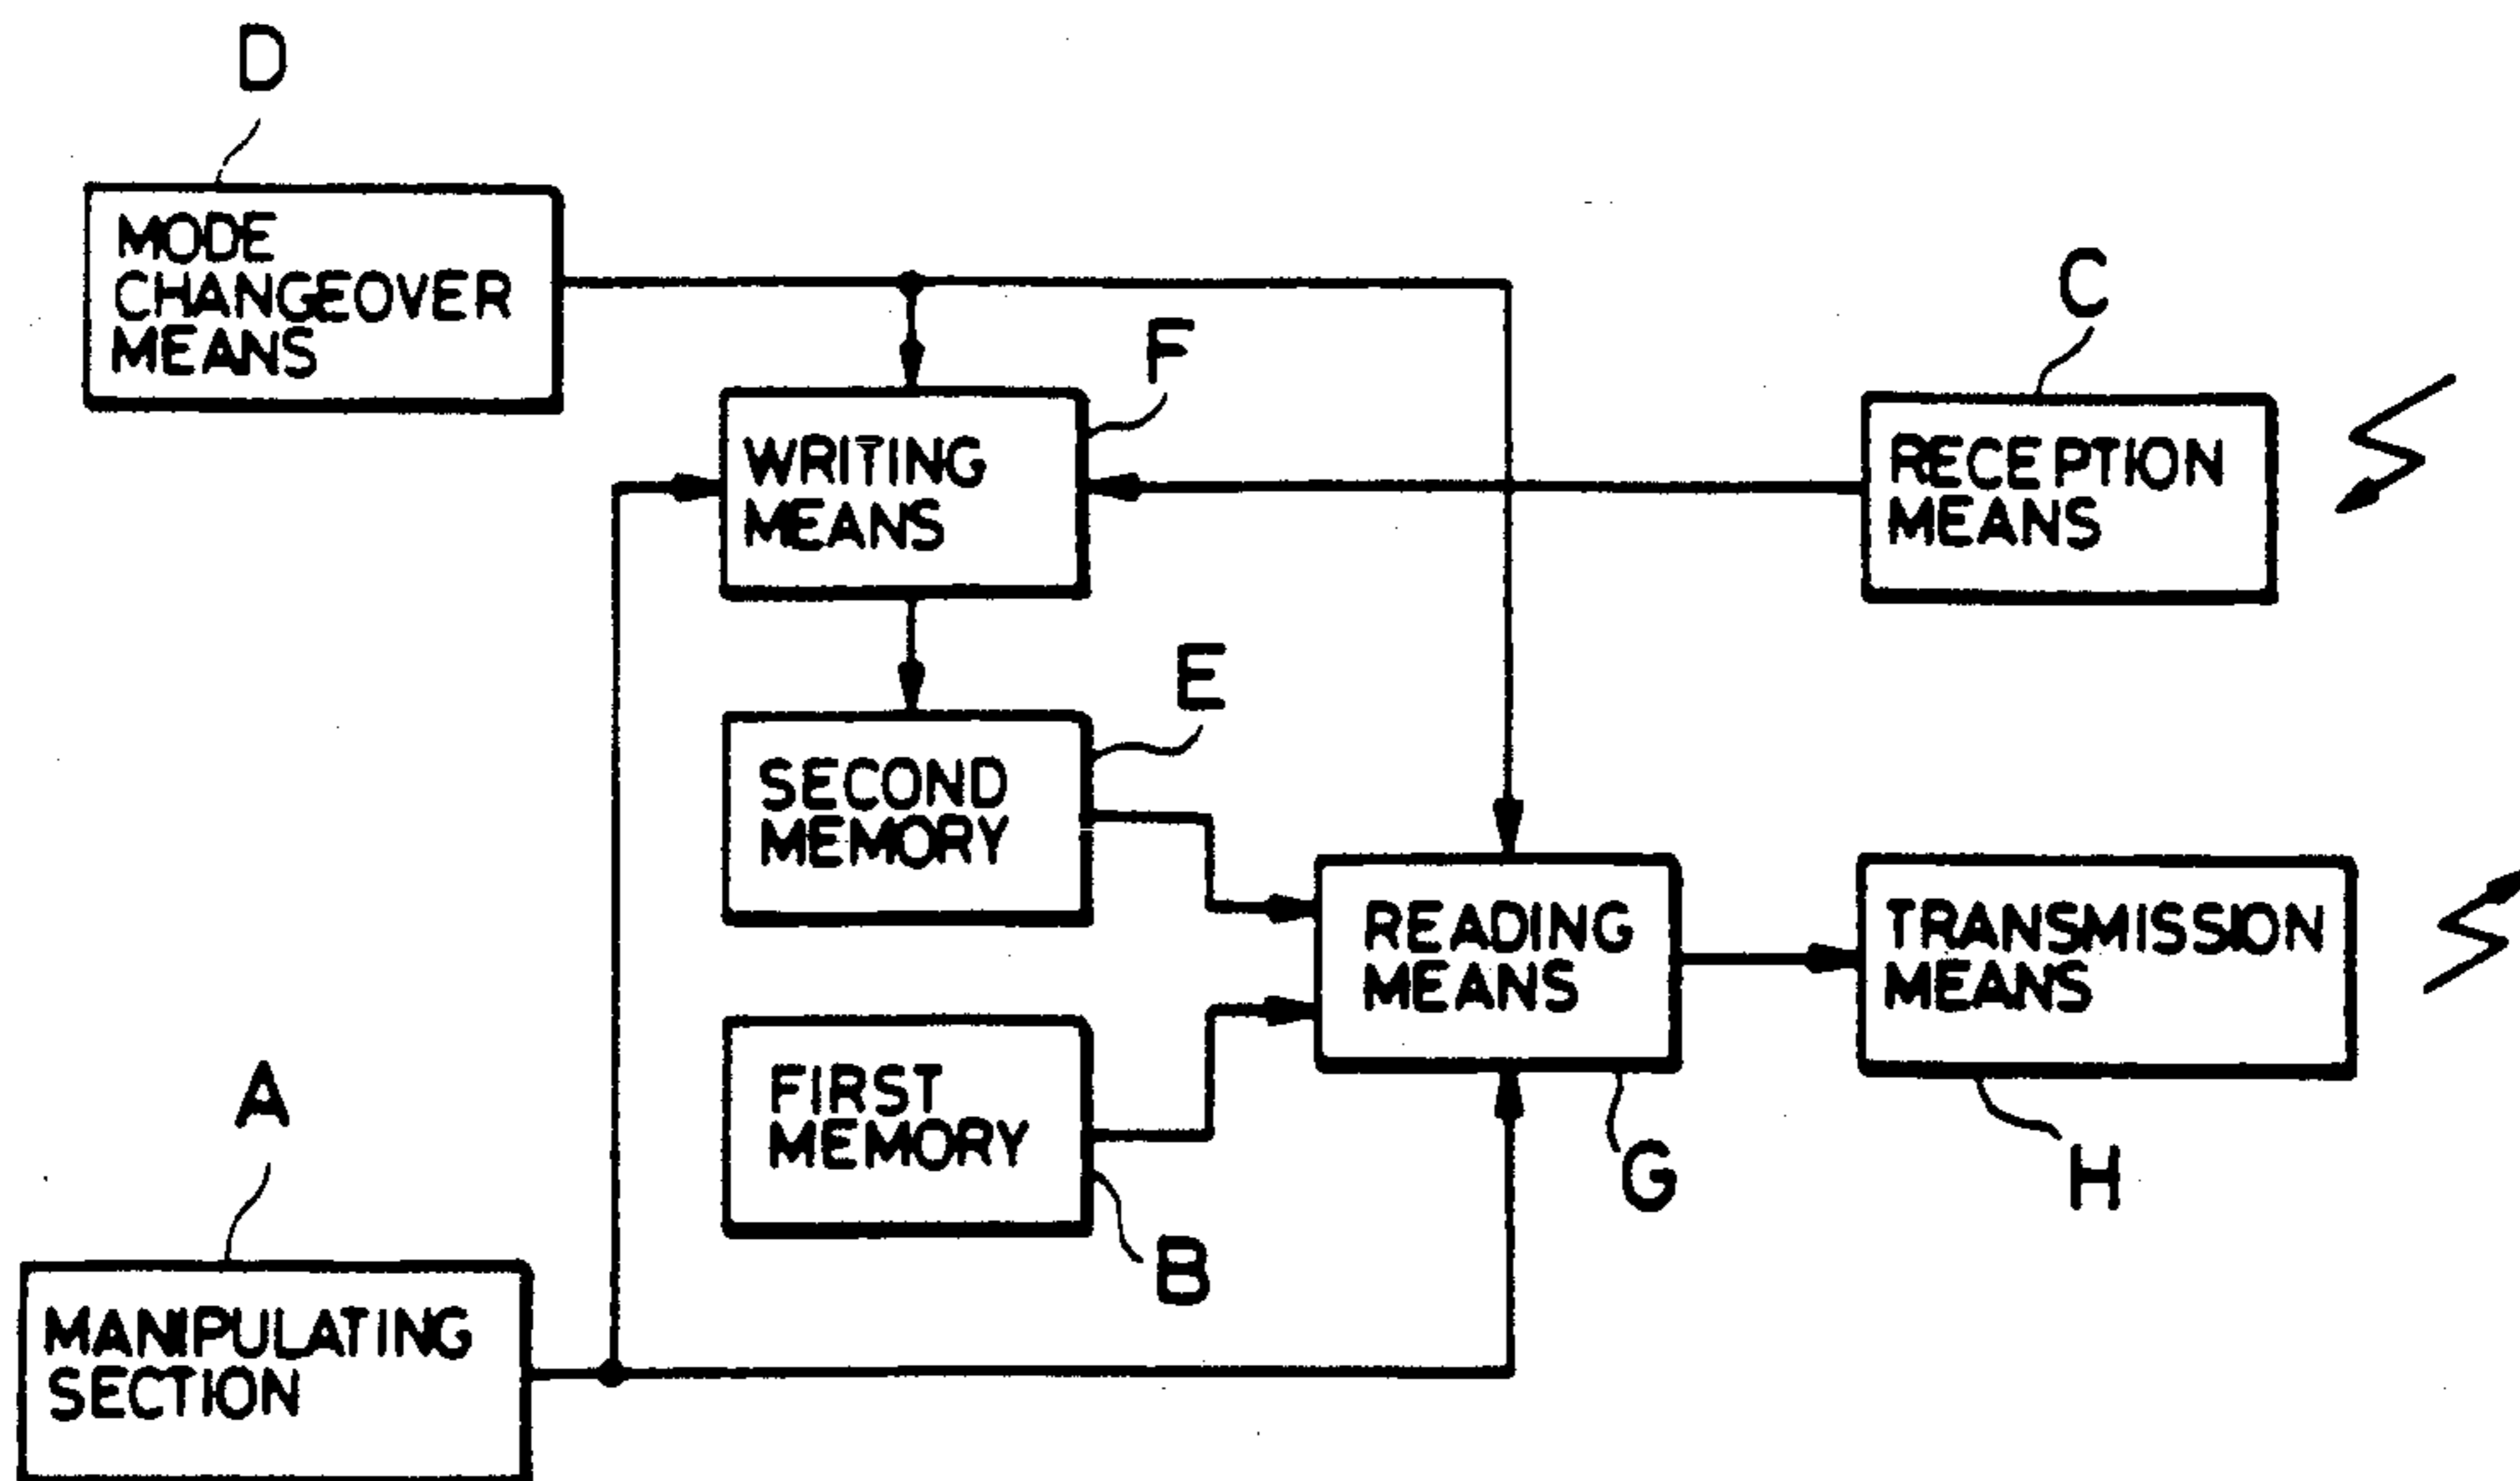 D
MODE
CHANGEOVER
MEANS
C
F
WRITING
MEANS
RECEPTION
MEANS
E
SECOND
MEMORY
READING
MEANS
TRANSMISSION
MEANS
FIRST
MEMORY
A
G
H
B
MANIPULATING
SECTION